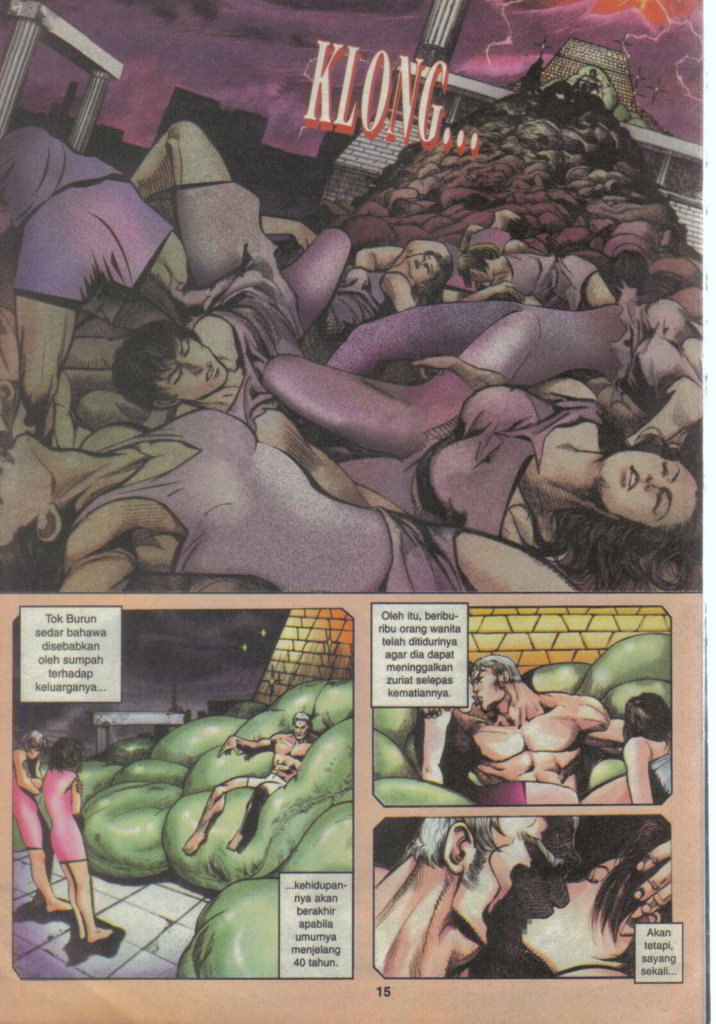 KLONG...
Tok Burun
sedar bahawa
disebabkan
oleh sumpah
terhadap
keluarganya...
...kehidupan-
nya akan
berakhir
apabila
umurnya
menjelang
40 tahun.
Oleh itu, beribu-
ribu orang wanita
telah ditidurinya
agar dia dapat
meninggalkan
zuriat selepas
kematiannya.
Akan
tetapi,
sayang
sekali...
15